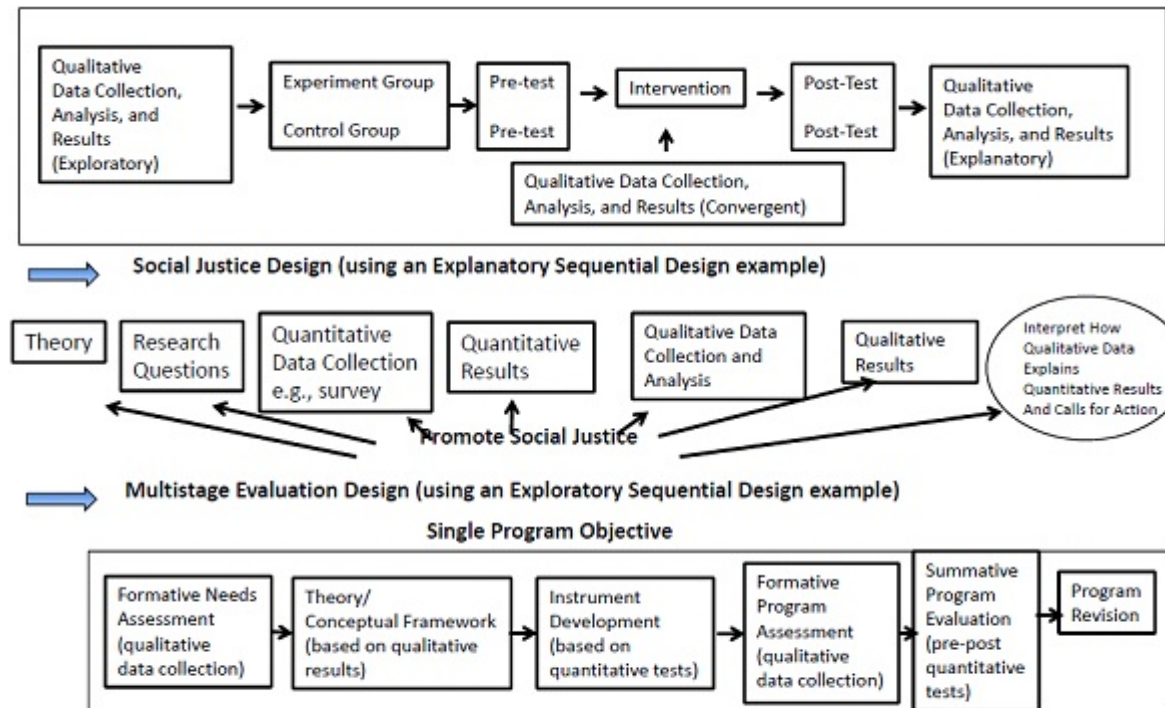 Qualitative
Data Collection,
Analysis, and
Results
(Exploratory)
Experiment Group
Control Group
Pre-test
Pre-test
Intervention
Qualitative Data Collection,
Analysis, and Results (Convergent)
Post-Test
Post-Test
Qualitative
Data Collection,
Analysis, and Results
(Explanatory)
Social Justice Design (using an Explanatory Sequential Design example)
Theory
Research
Questions
Quantitative
Data Collection
e.g., survey
Quantitative
Results
Qualitative Data
Collection and
Analysis
Qualitative
Results
Interpret How
Qualitative Data
Explains
Quantitative Results
And Calls for Action
Promote Social Justice
Multistage Evaluation Design (using an Exploratory Sequential Design example)
Single Program Objective
Formative Needs
Assessment
(qualitative
data collection)
Theory/
Conceptual Framework
(based on qualitative
results)
Instrument
Development
(based on
quantitative tests)
Formative
Program
Assessment
(qualitative
data collection)
Summative
Program
Evaluation
(pre-post
quantitative
tests)
Program
Revision